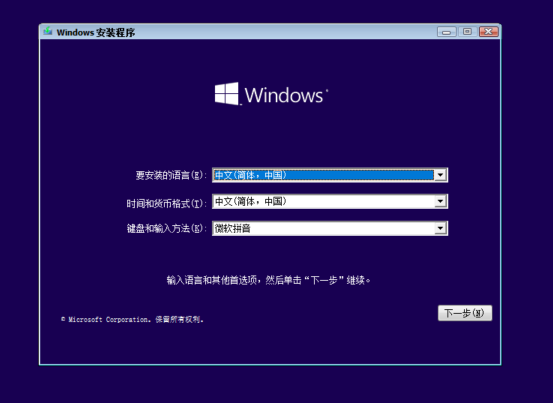 Windows 安装程序
Windows
要安装的语言(E): 中文(简体，中国)
时间和货币格式(T): 中文(简体，中国)
键盘和输入方法(K): 微软拼音
输入语言和其他首选项，然后单击“下一步”继续。
© Microsoft Corporation。保留所有权利。
下一步(N)